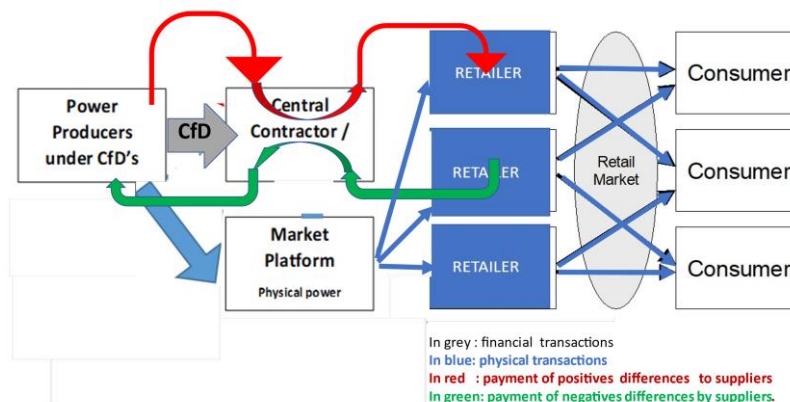 Power
Producers
under CfD's
CfD
Central
Contractor /
Market
Platform
Physical power
RETAILER
RETAILER
RETAILER
Retail
Market
Consumer
Consumer
Consumer
In grey : financial transactions
In blue: physical transactions
In red : payment of positives differences to suppliers
In green: payment of negatives differences by suppliers.